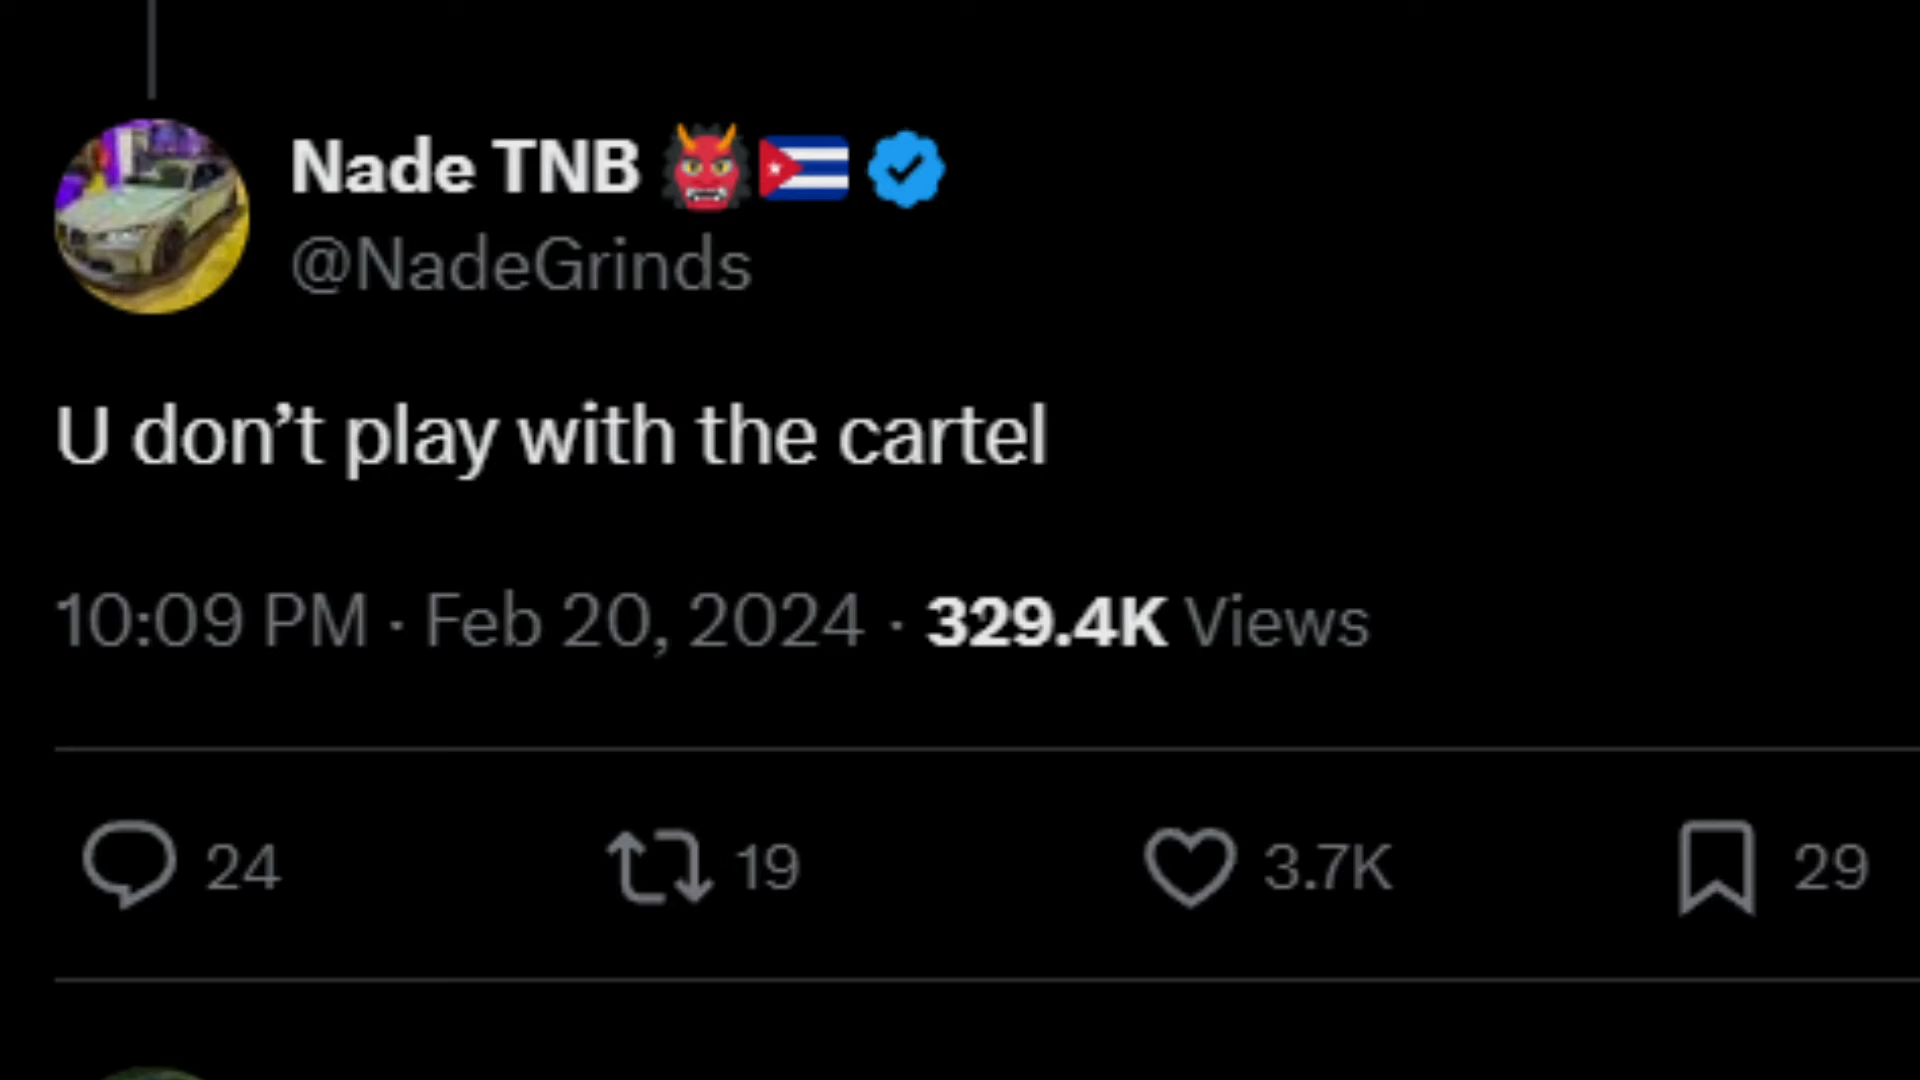 Nade TNB 👹🇨🇺
@NadeGrinds
U don’t play with the cartel
10:09 PM · Feb 20, 2024 · 329.4K Views
24 19 3.7K 29